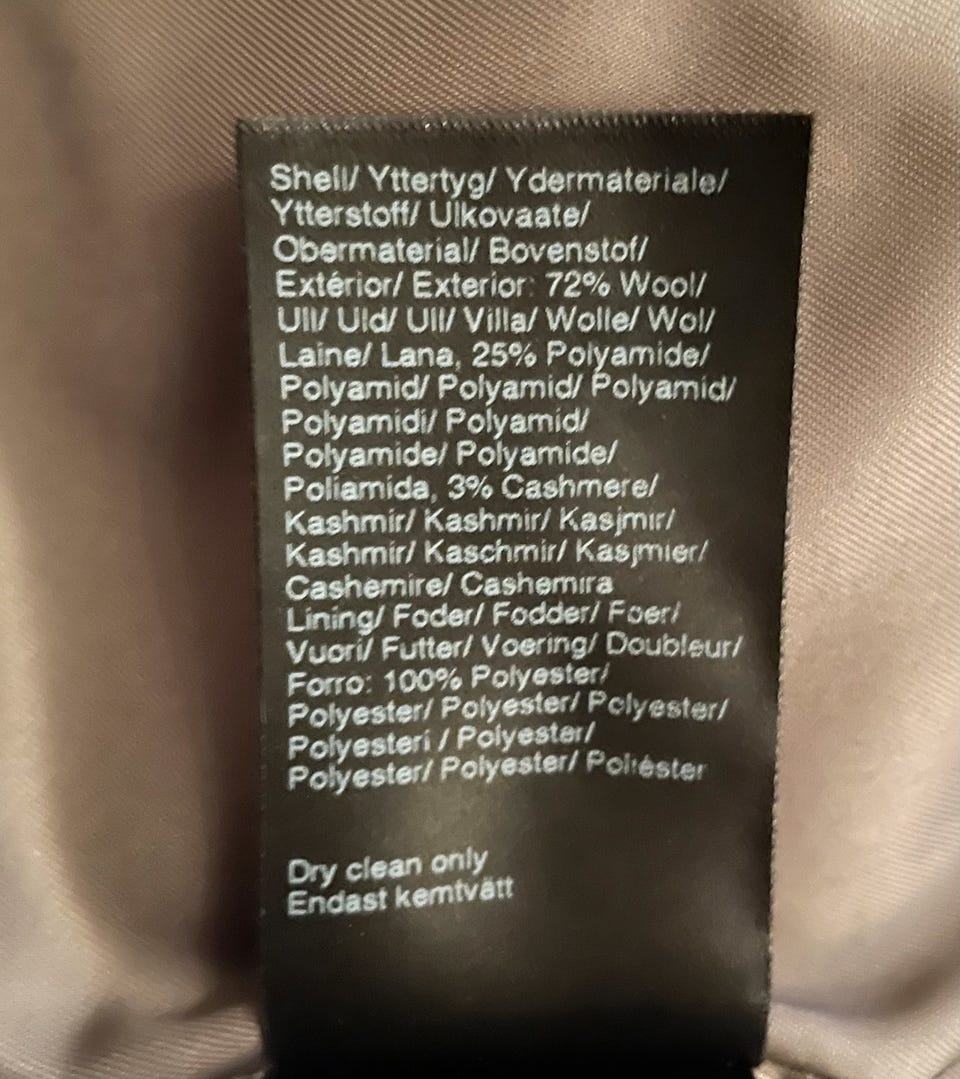 Shell/ Yttertyg/ Ydermateriale/
Ytterstoff/ Ulkovaate/
Obermaterial/ Bovenstof/
Extérior/ Exterior: 72% Wool/
Ull/ Uld/ Ull/ Villa/ Wolle/ Wol/
Laine/ Lana, 25% Polyamide/
Polyamid/ Polyamid/ Polyamid/
Polyamidi/ Polyamid/
Polyamide/ Polyamide/
Poliamida, 3% Cashmere/
Kashmir/ Kashmir/ Kasjmir/
Kashmir/ Kaschmir/ Kasjmier/
Cashemire/ Cashemira
Lining/ Foder/ Fodder/ Foer/
Vuori/ Futter/ Voering/ Doubleur/
Forro: 100% Polyester/
Polyester/ Polyester/ Polyester/
Polyesteri / Polyester/
Polyester/ Polyester/ Poliéster
Dry clean only
Endast kemtvätt